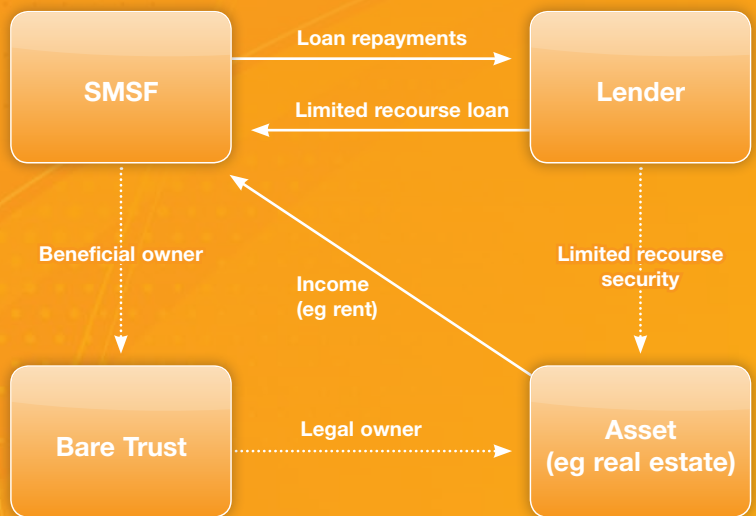 Loan repayments
SMSF
Lender
Limited recourse loan
Beneficial owner
Limited recourse
security
Income
(eg rent)
Bare Trust
Legal owner
Asset
(eg real estate)